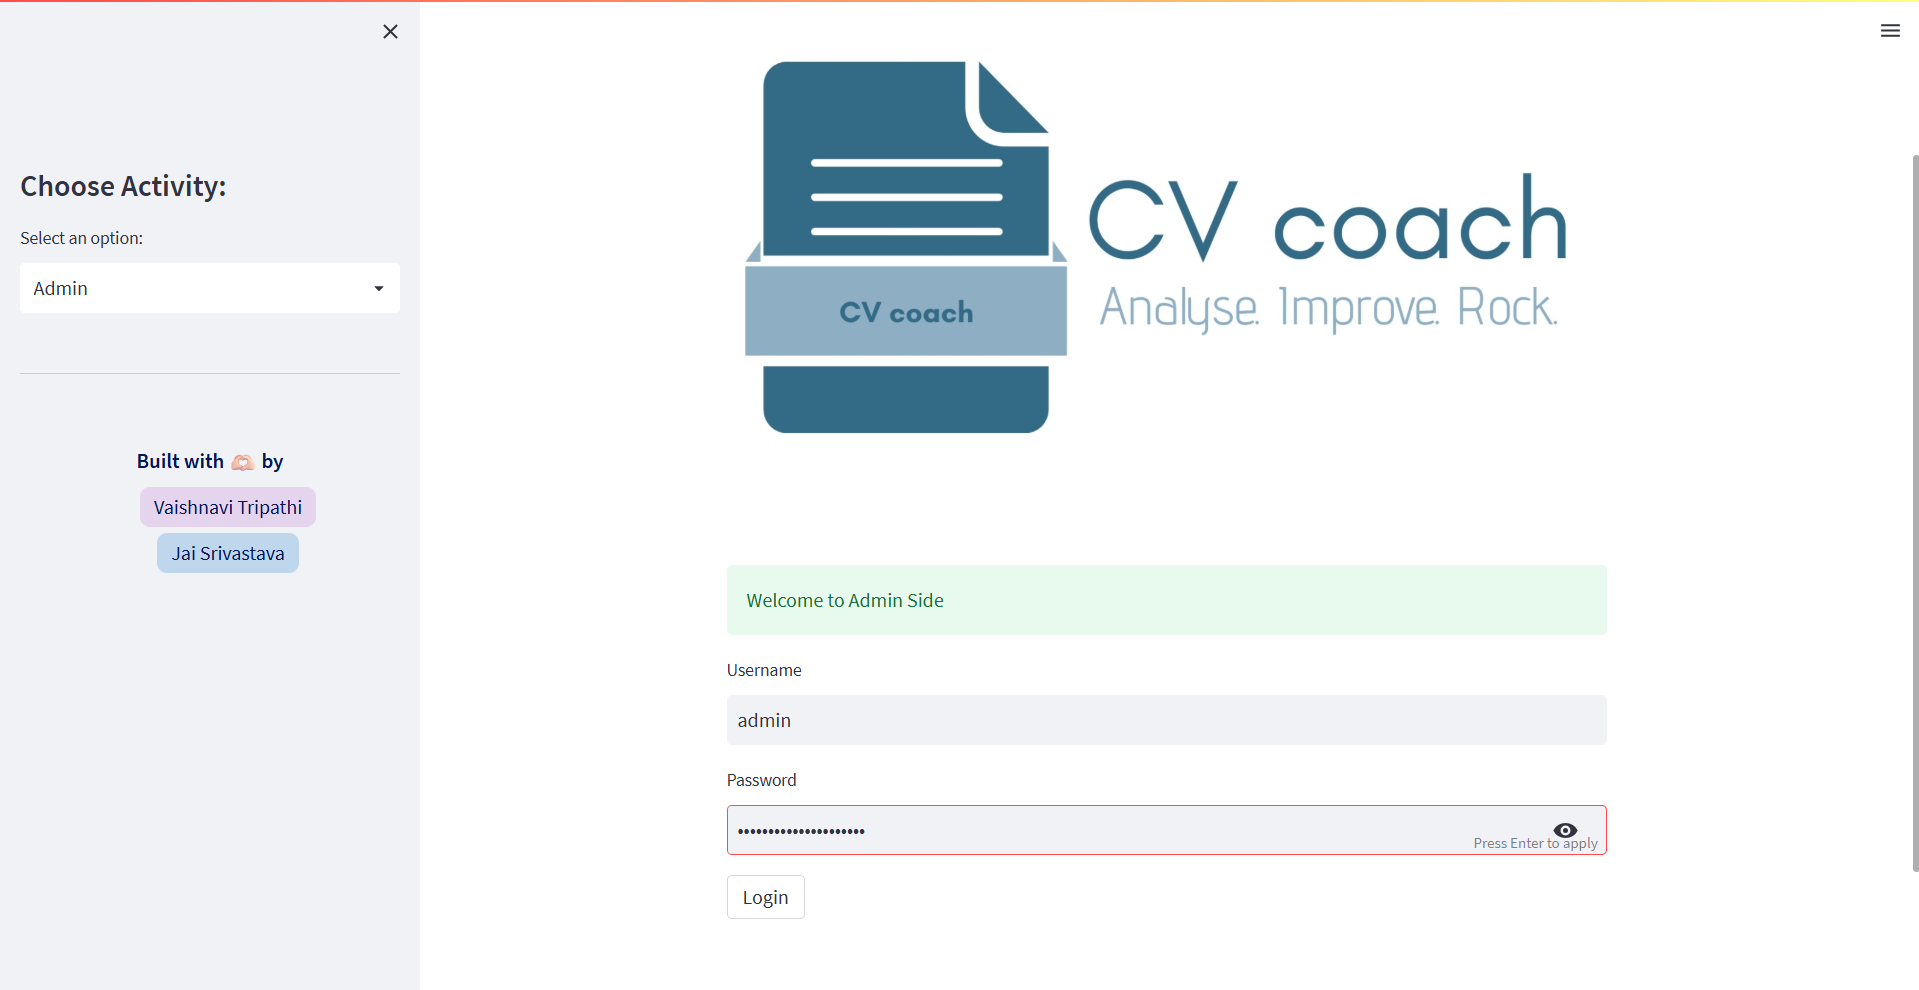 Choose Activity:
Select an option:
Admin
Built with 🫶🏻 by
Vaishnavi Tripathi
Jai Srivastava
CV coach
CV coach
Analyse. Improve. Rock.
Welcome to Admin Side
Username
admin
Password
•••••••••••••••••••••
Press Enter to apply
Login